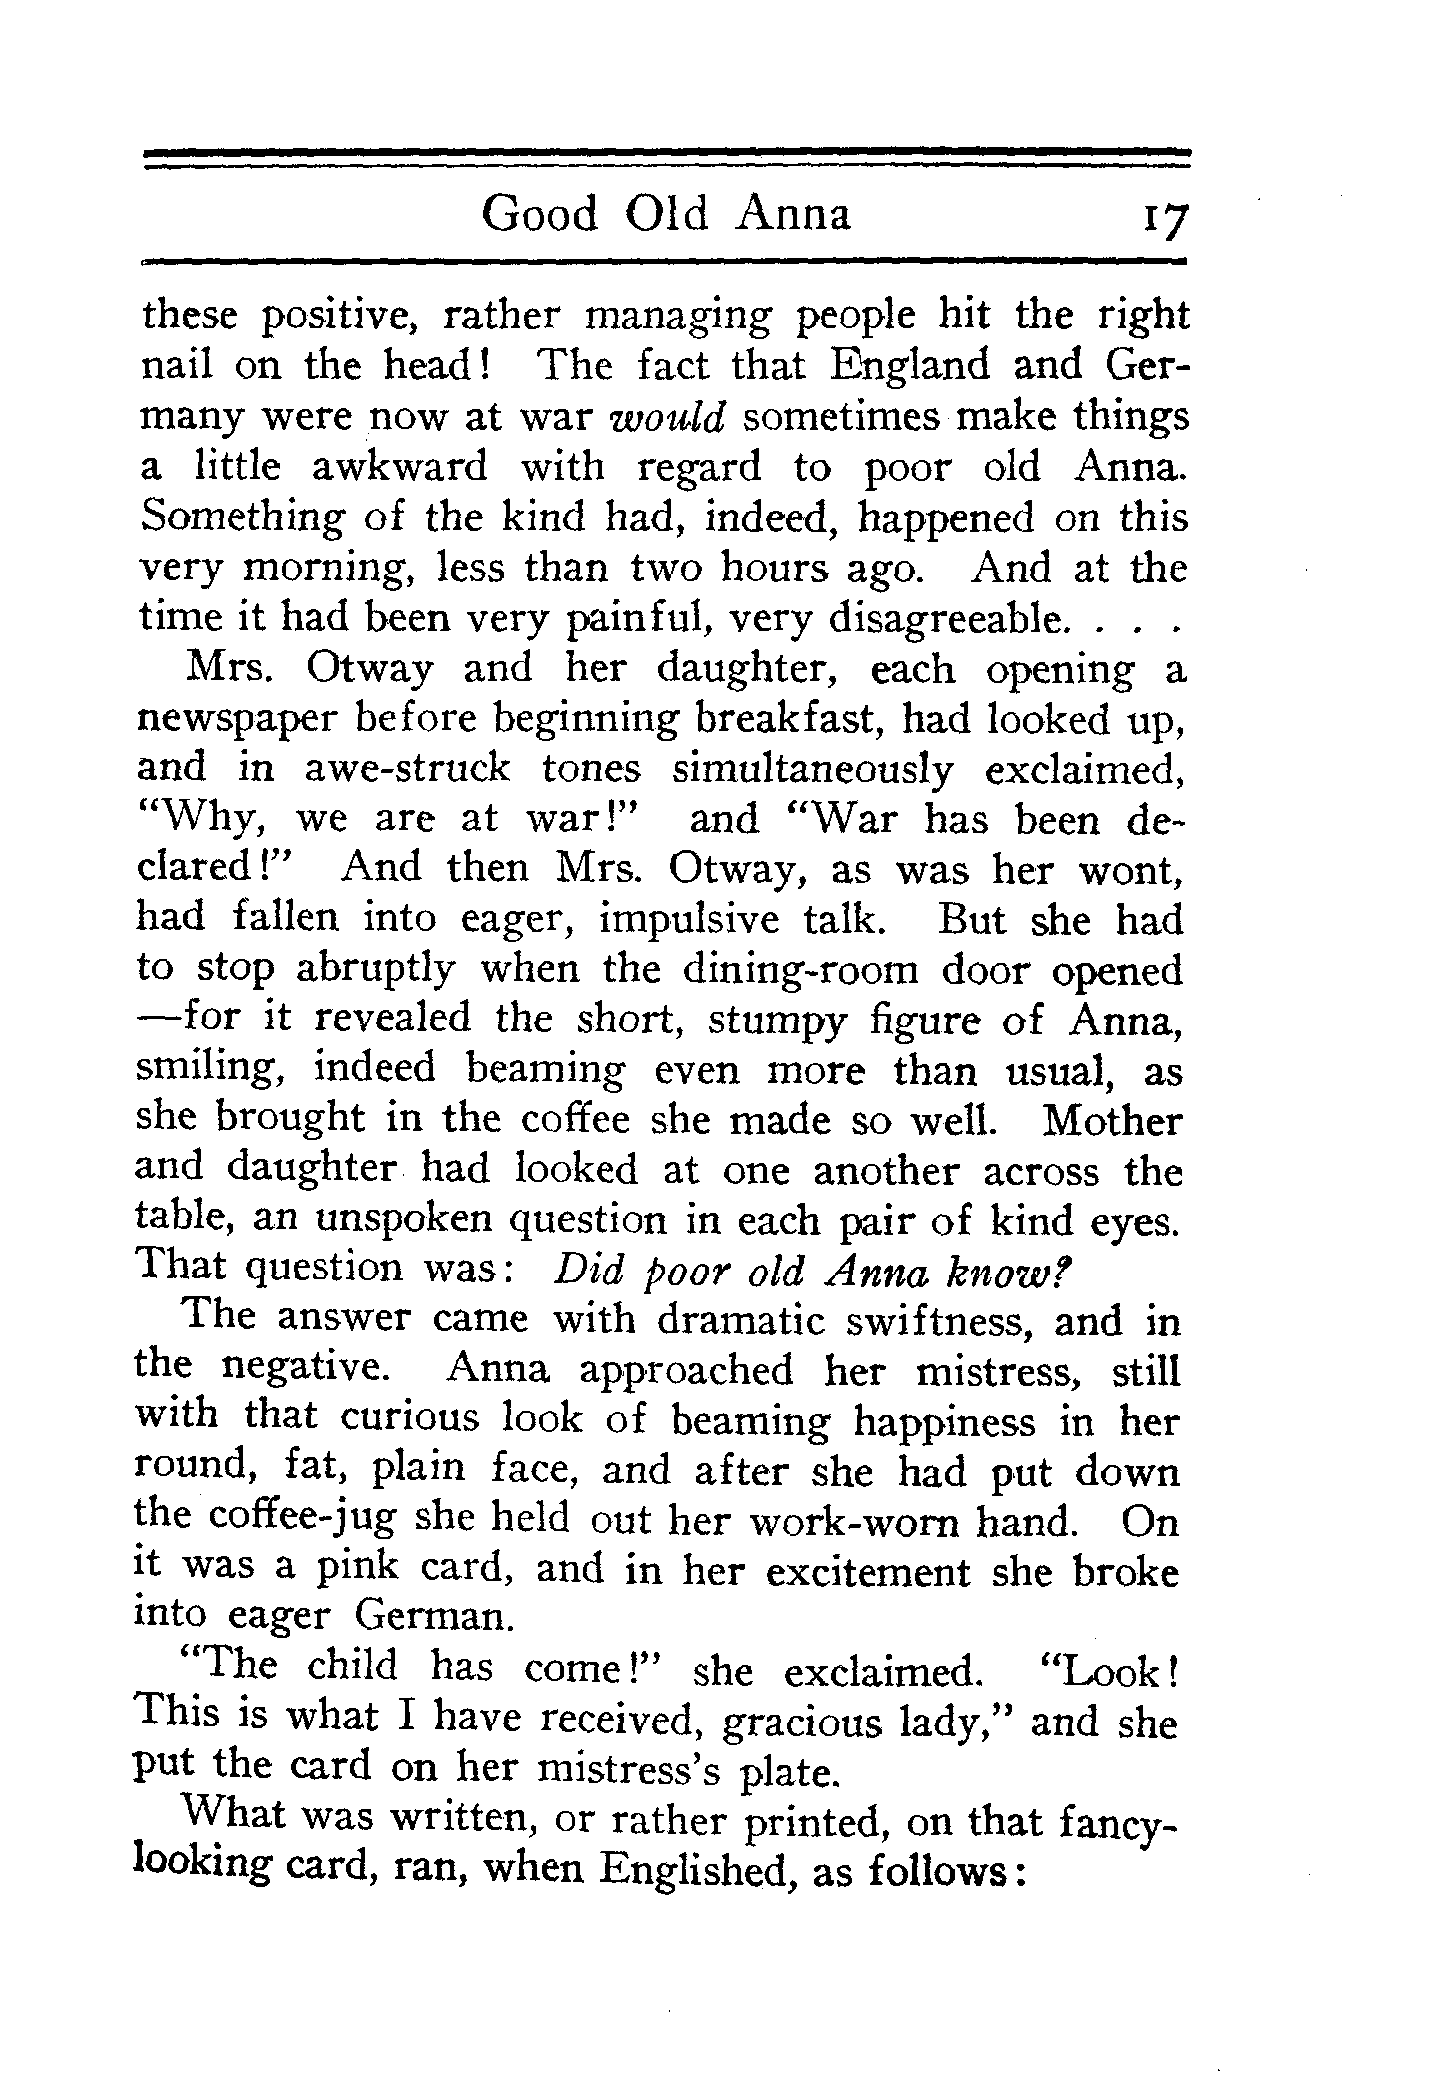 Good Old Anna 17
these positive, rather managing people hit the right
nail on the head! The fact that England and Ger-
many were now at war would sometimes make things
a little awkward with regard to poor old Anna.
Something of the kind had, indeed, happened on this
very morning, less than two hours ago. And at the
time it had been very painful, very disagreeable. . . .
Mrs. Otway and her daughter, each opening a
newspaper before beginning breakfast, had looked up,
and in awe-struck tones simultaneously exclaimed,
“Why, we are at war!” and “War has been de-
clared!” And then Mrs. Otway, as was her wont,
had fallen into eager, impulsive talk. But she had
to stop abruptly when the dining-room door opened
—for it revealed the short, stumpy figure of Anna,
smiling, indeed beaming even more than usual, as
she brought in the coffee she made so well. Mother
and daughter had looked at one another across the
table, an unspoken question in each pair of kind eyes.
That question was: Did poor old Anna know?
The answer came with dramatic swiftness, and in
the negative. Anna approached her mistress, still
with that curious look of beaming happiness in her
round, fat, plain face, and after she had put down
the coffee-jug she held out her work-worn hand. On
it was a pink card, and in her excitement she broke
into eager German.
“The child has come!” she exclaimed. “Look!
This is what I have received, gracious lady,” and she
put the card on her mistress’s plate.
What was written, or rather printed, on that fancy-
looking card, ran, when Englished, as follows: